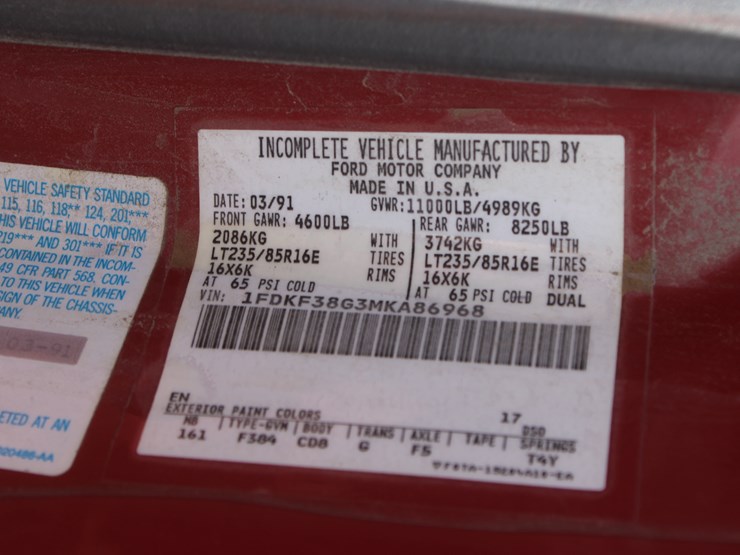 VEHICLE SAFETY STANDARD
115, 116, 118** 124, 201***
HIS VEHICLE WILL CONFORM
219*** AND 301*** IF IT IS
CONTAINED IN THE INCOM-
49 CFR PART 568. CON-
TO THIS VEHICLE WHEN
SIGN OF THE CHASSIS-
ANY.
03-91
ETED AT AN
020486-AA
INCOMPLETE VEHICLE MANUFACTURED BY
FORD MOTOR COMPANY
MADE IN U.S.A.
DATE: 03/91 GVWR: 11000LB/4989KG
FRONT GAWR: 4600LB REAR GAWR: 8250LB
2086KG WITH 3742KG WITH
LT235/85R16E TIRES LT235/85R16E TIRES
16X6K RIMS 16X6K RIMS
AT 65 PSI COLD AT 65 PSI COLD DUAL
VIN: 1FDKF38G3MKA86968
EN 17
EXTERIOR PAINT COLORS DSO
WB TYPE-GVW BODY TRANS AXLE TAPE SPRINGS
161 F384 CD8 G F5 T4Y